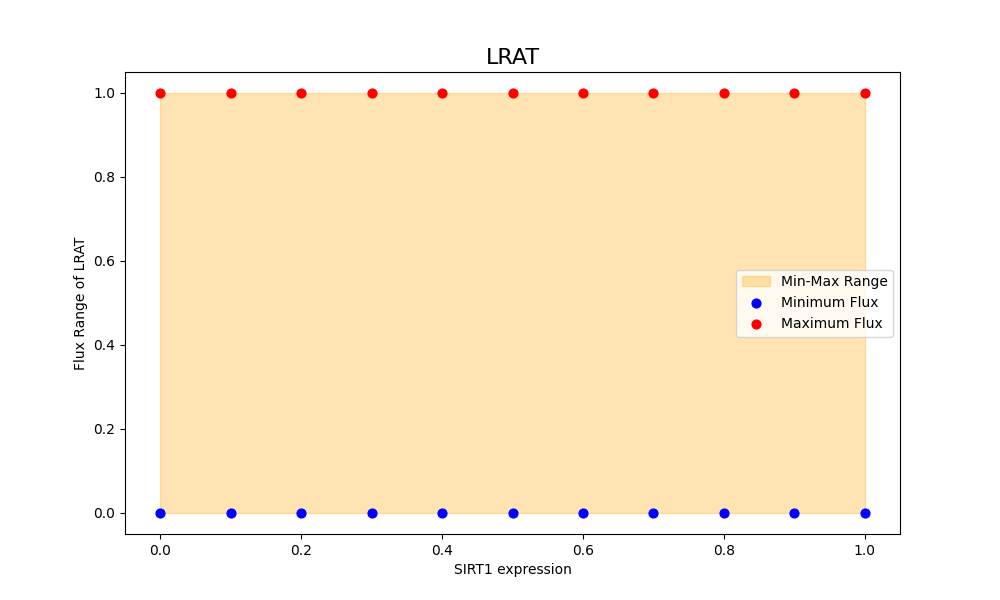 LRAT
1.0
0.8
0.6
0.4
0.2
0.0
Flux Range of LRAT
Min-Max Range
Minimum Flux
Maximum Flux
0.0 0.2 0.4 0.6 0.8 1.0
SIRT1 expression